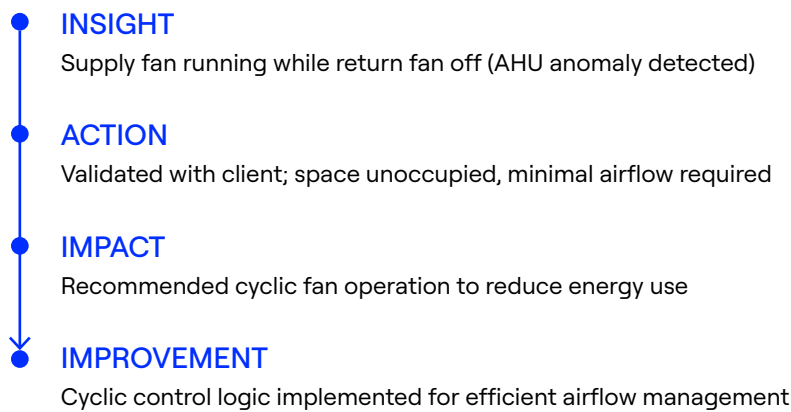 INSIGHT
Supply fan running while return fan off (AHU anomaly detected)
ACTION
Validated with client; space unoccupied, minimal airflow required
IMPACT
Recommended cyclic fan operation to reduce energy use
IMPROVEMENT
Cyclic control logic implemented for efficient airflow management